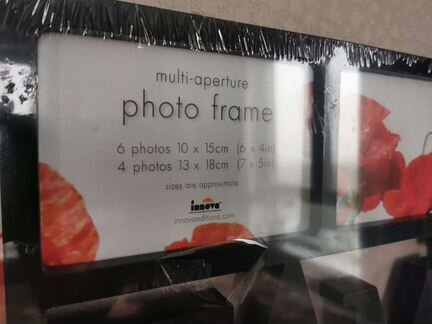 multi-aperture
photo frame
6 photos 10 x 15cm (6 x 4in)
4 photos 13 x 18cm (7 x 5in)
sizes are approximate
innova
innovaeditions.com